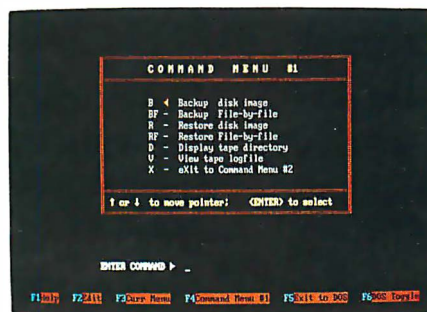 COMMAND MENU #1
B ◄ Backup disk image
BF - Backup File-by-file
R - Restore disk image
RF - Restore File-by-file
D - Display tape directory
V - View tape logfile
X - eXit to Command Menu #2
↑ or ↓ to move pointer; <ENTER> to select
ENTER COMMAND ► _
F1Help F2Edit F3Curr Menu F4Command Menu #1 F5Exit to DOS F6DOS Toggle